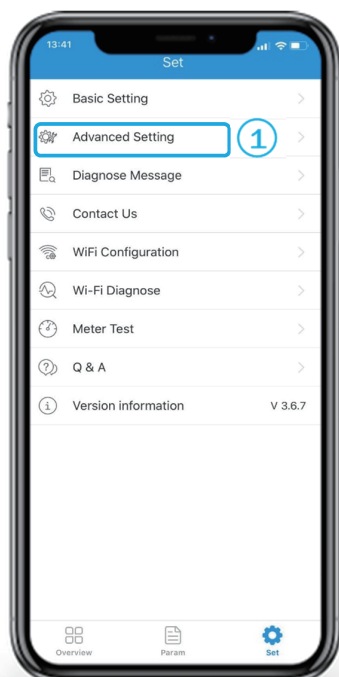 13:41
Set
Basic Setting
Advanced Setting
1
Diagnose Message
Contact Us
WiFi Configuration
Wi-Fi Diagnose
Meter Test
Q & A
Version information V 3.6.7
Overview Param Set